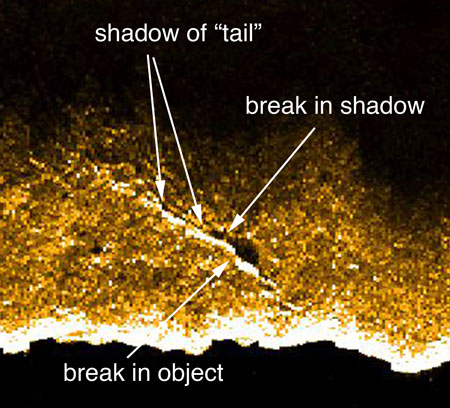 shadow of “tail”
break in shadow
break in object